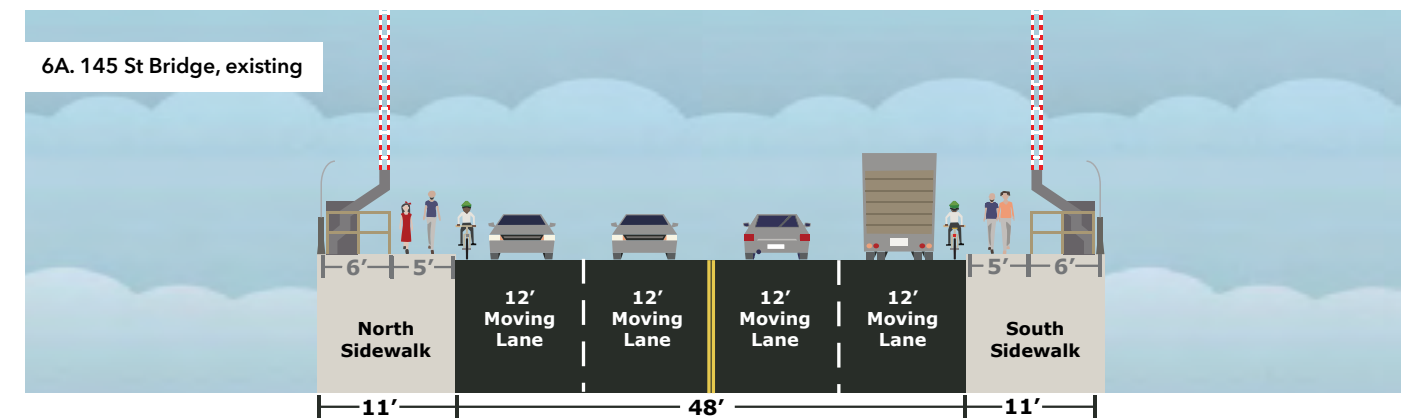 6A. 145 St Bridge, existing
6’ 5’
5’ 6’
North
Sidewalk
12’
Moving
Lane
12’
Moving
Lane
12’
Moving
Lane
12’
Moving
Lane
South
Sidewalk
11’ 48’ 11’